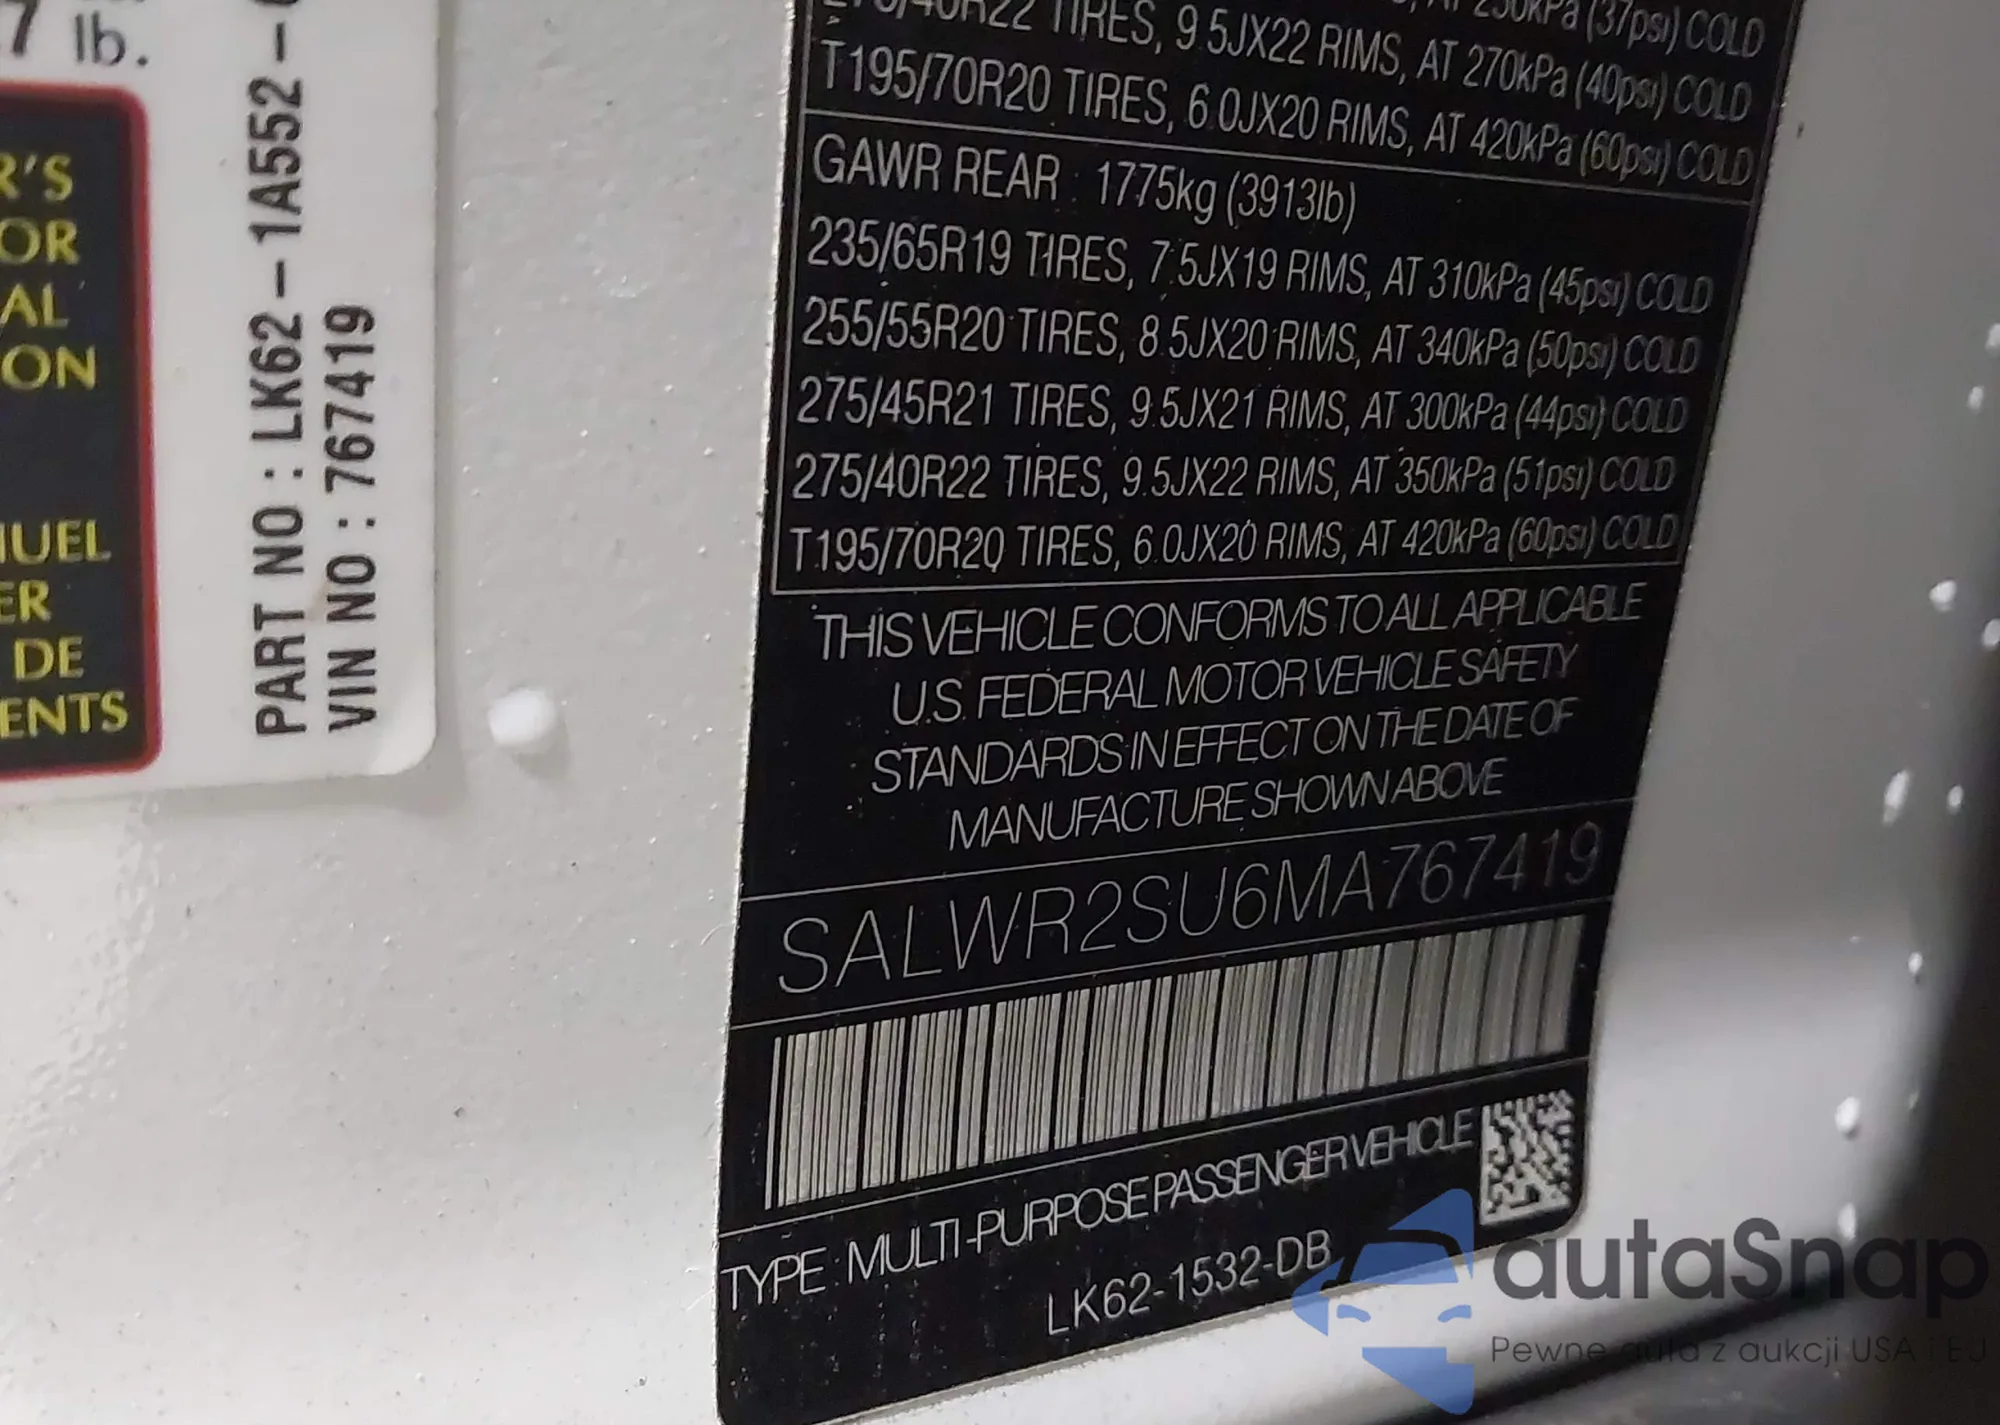 7 lb.
R'S
OR
AL
ON
UEL
ER
DE
ENTS
PART NO : LK62 – 1A552 –
VIN NO : 767419
250kPa (37psi) COLD
/40R22 TIRES, 9.5JX22 RIMS, AT 270kPa (40psi) COLD
T195/70R20 TIRES, 6.0JX20 RIMS, AT 420kPa (60psi) COLD
GAWR REAR : 1775kg (3913lb)
235/65R19 TIRES, 7.5JX19 RIMS, AT 310kPa (45psi) COLD
255/55R20 TIRES, 8.5JX20 RIMS, AT 340kPa (50psi) COLD
275/45R21 TIRES, 9.5JX21 RIMS, AT 300kPa (44psi) COLD
275/40R22 TIRES, 9.5JX22 RIMS, AT 350kPa (51psi) COLD
T195/70R20 TIRES, 6.0JX20 RIMS, AT 420kPa (60psi) COLD
THIS VEHICLE CONFORMS TO ALL APPLICABLE
U.S. FEDERAL MOTOR VEHICLE SAFETY
STANDARDS IN EFFECT ON THE DATE OF
MANUFACTURE SHOWN ABOVE
SALWR2SU6MA767419
TYPE : MULTI-PURPOSE PASSENGER VEHICLE
LK62-1532-DB
autaSnap
Pewne auta z aukcji USA i EU